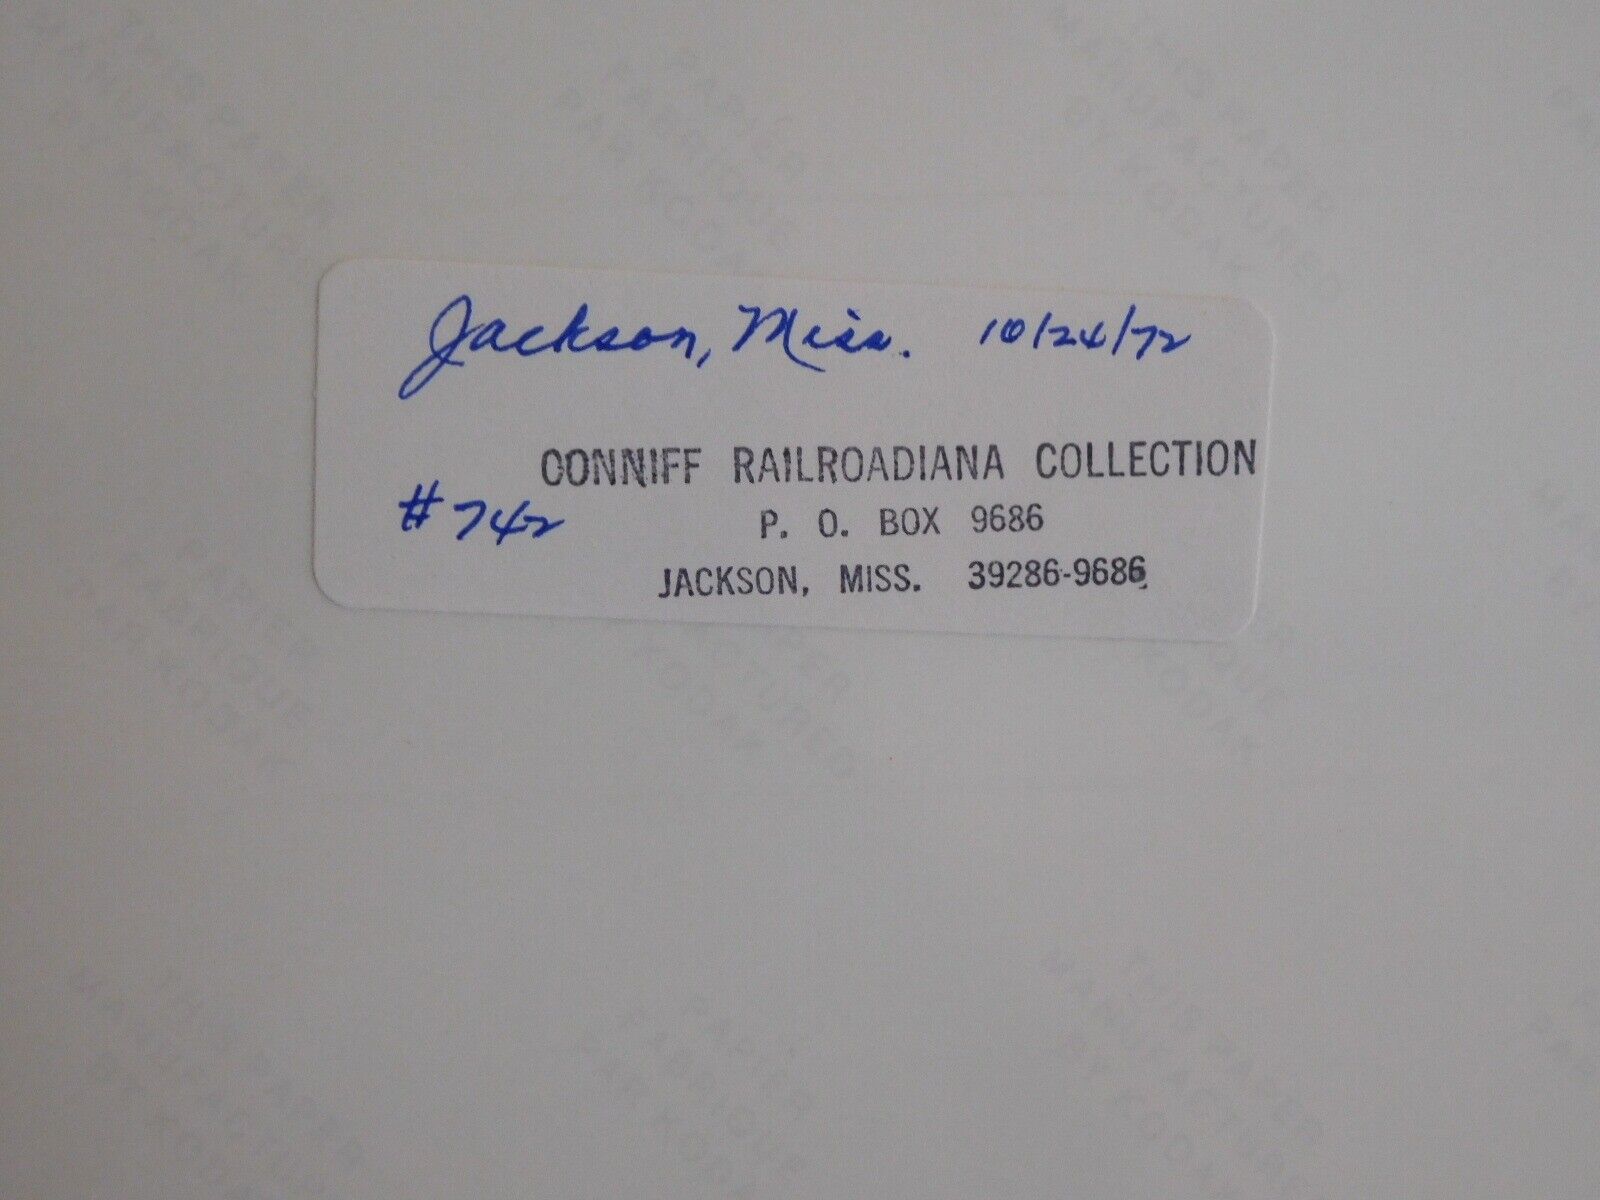 Jackson, Miss. 10/24/72
CONNIFF RAILROADIANA COLLECTION
#742
P. O. BOX 9686
JACKSON, MISS. 39286-9686